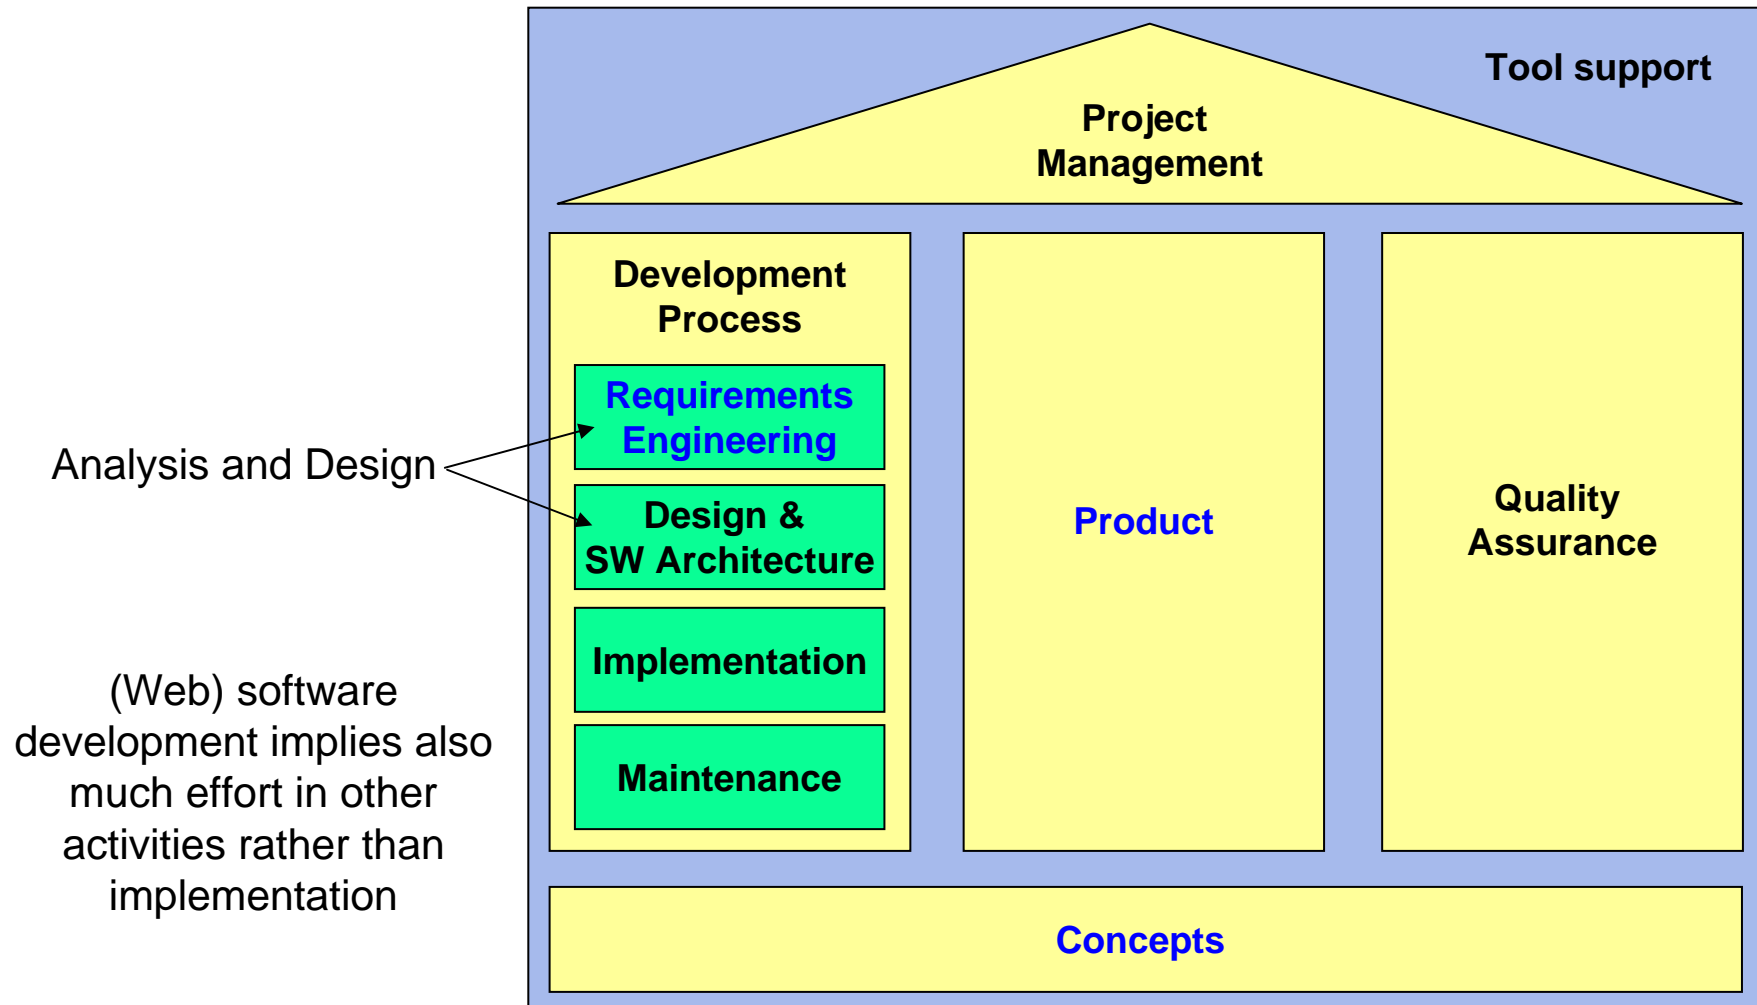 Tool support
Project
Management
Development
Process
Requirements
Engineering
Analysis and Design
Design &
SW Architecture
Implementation
Maintenance
Product
Quality
Assurance
(Web) software
development implies also
much effort in other
activities rather than
implementation
Concepts